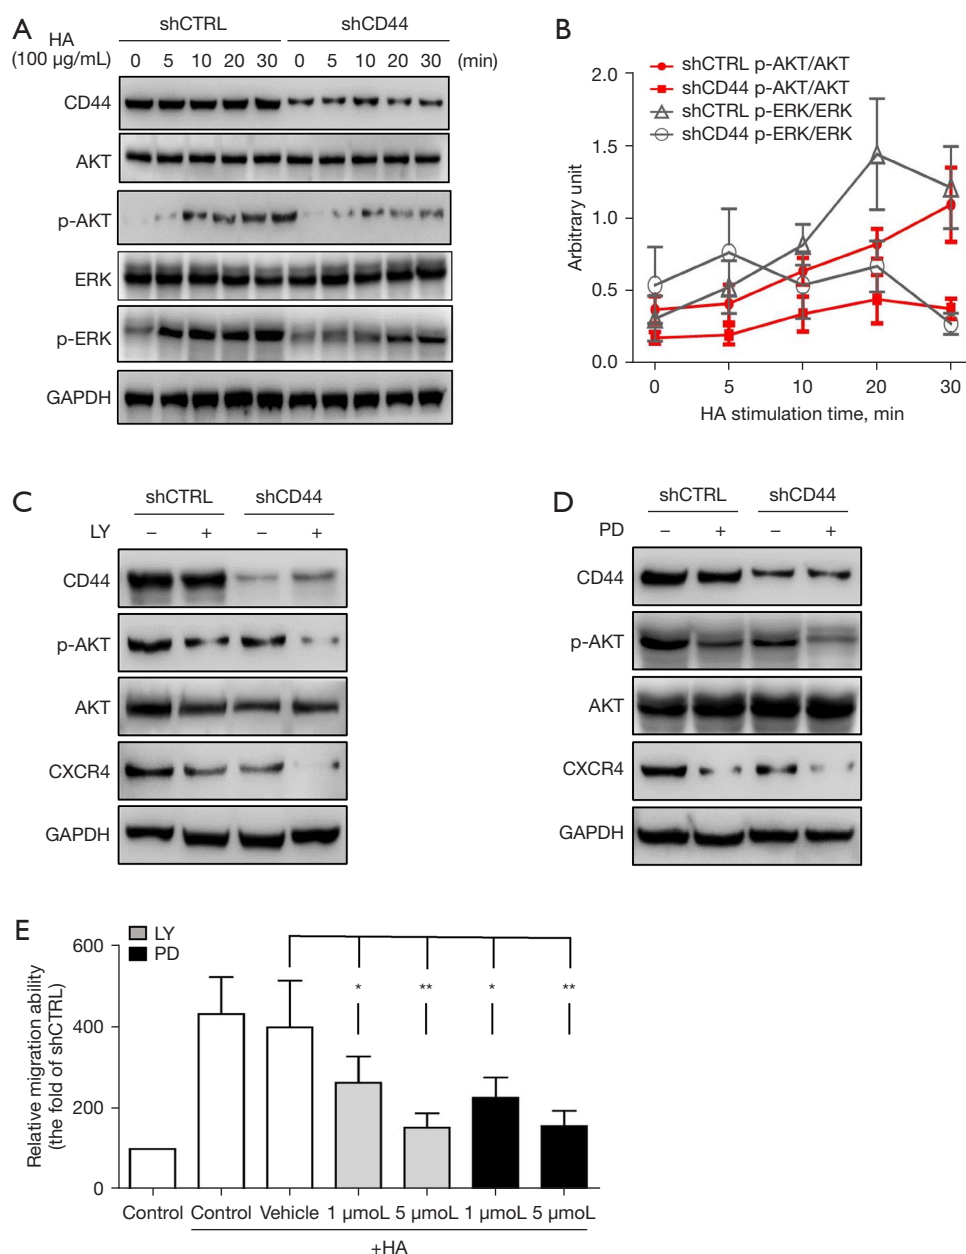 A
HA
(100 µg/mL)
shCTRL
shCD44
0 5 10 20 30 0 5 10 20 30 (min)
CD44
AKT
p-AKT
ERK
p-ERK
GAPDH
B
shCTRL p-AKT/AKT
shCD44 p-AKT/AKT
shCTRL p-ERK/ERK
shCD44 p-ERK/ERK
Arbitrary unit
2.0
1.5
1.0
0.5
0.0
0 5 10 20 30
HA stimulation time, min
C
shCTRL shCD44
LY – + – +
CD44
p-AKT
AKT
CXCR4
GAPDH
D
shCTRL shCD44
PD – + – +
CD44
p-AKT
AKT
CXCR4
GAPDH
E
LY
PD
Relative migration ability
(the fold of shCTRL)
600
400
200
0
* ** * **
Control Control Vehicle 1 µmoL 5 µmoL 1 µmoL 5 µmoL
+HA